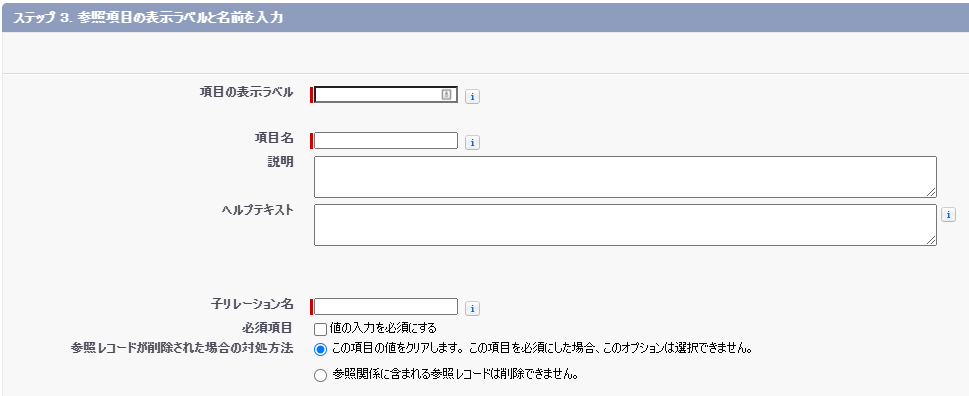 ステップ 3. 参照項目の表示ラベルと名前を入力
項目の表示ラベル
項目名
説明
ヘルプテキスト
子リレーション名
必須項目 値の入力を必須にする
参照レコードが削除された場合の対処方法 この項目の値をクリアします。この項目を必須にした場合、このオプションは選択できません。
参照関係に含まれる参照レコードは削除できません。